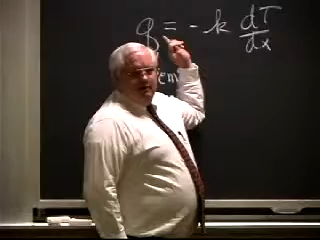 q = -k dT/dx